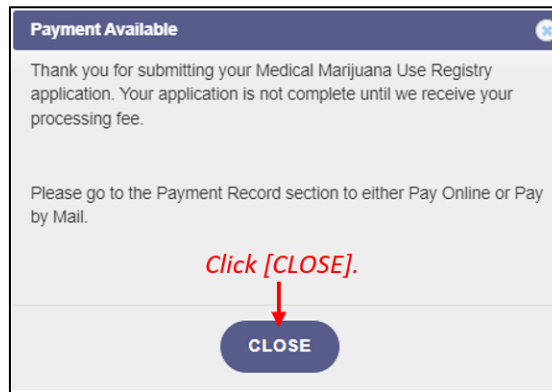 Payment Available
Thank you for submitting your Medical Marijuana Use Registry
application. Your application is not complete until we receive your
processing fee.
Please go to the Payment Record section to either Pay Online or Pay
by Mail.
Click [CLOSE].
CLOSE